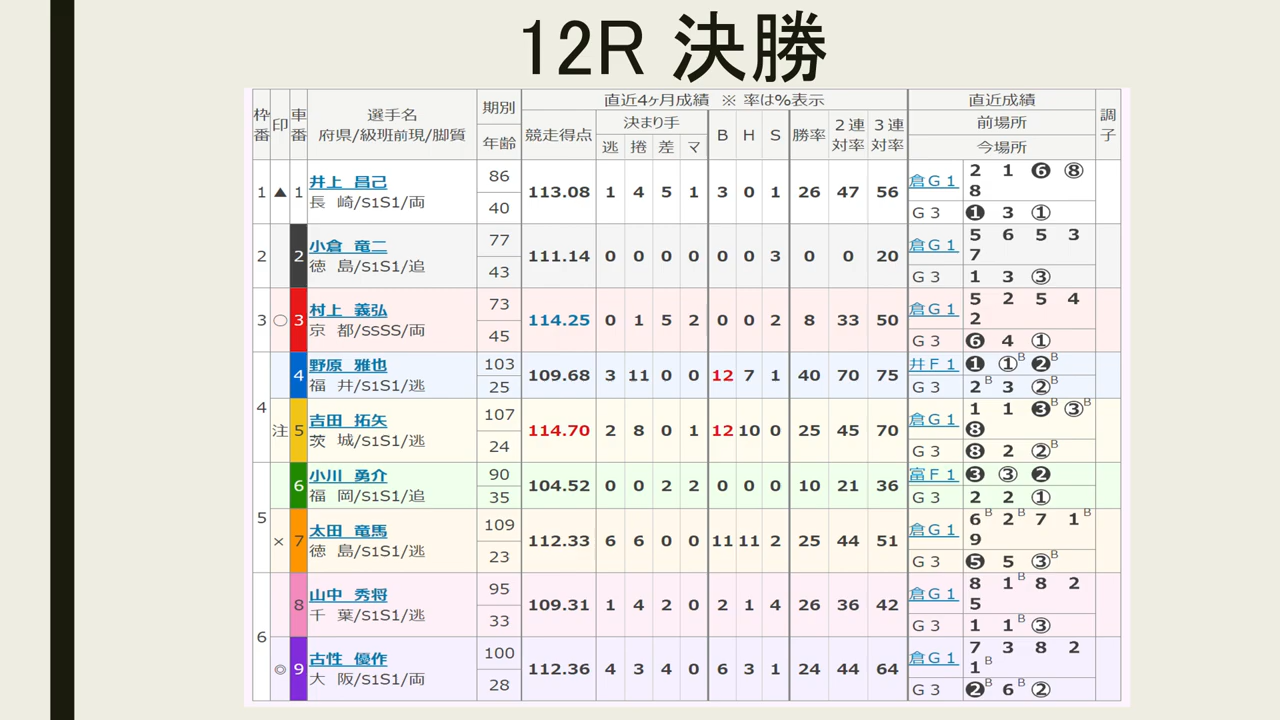 12R 決勝
枠番 印 車番 選手名 府県/級班前現/脚質 期別 年齢 直近4ヶ月成績 ※ 率は%表示 直近成績 調子
競走得点 決まり手 B H S 勝率 2連対率 3連対率 前場所
逃 捲 差 マ 今場所
1 ▲ 1 井上 昌己 86 113.08 1 4 5 1 3 0 1 26 47 56 倉G1 2 1 ❻ ⑧ 8
長 崎/S1S1/両 40 G3 ❶ 3 ①
2 2 小倉 竜二 77 111.14 0 0 0 0 0 0 3 0 0 20 倉G1 5 6 5 3 7
徳 島/S1S1/追 43 G3 1 3 ③
3 ○ 3 村上 義弘 73 114.25 0 1 5 2 0 0 2 8 33 50 倉G1 5 2 5 4 2
京 都/SSSS/両 45 G3 ❻ 4 ①
4 4 野原 雅也 103 109.68 3 11 0 0 12 7 1 40 70 75 井F1 ❶ ①B ❷B
福 井/S1S1/逃 25 G3 2B 3 ②B
注 5 吉田 拓矢 107 114.70 2 8 0 1 12 10 0 25 45 70 倉G1 1 1 ❸B ③B ❽
茨 城/S1S1/逃 24 G3 ❽ 2 ②B
5 6 小川 勇介 90 104.52 0 0 2 2 0 0 0 10 21 36 富F1 ❸ ③ ❷
福 岡/S1S1/追 35 G3 2 2 ①
× 7 太田 竜馬 109 112.33 6 6 0 0 11 11 2 25 44 51 倉G1 6B 2B 7 1B 9
徳 島/S1S1/逃 23 G3 ❺ 5 ③B
6 8 山中 秀将 95 109.31 1 4 2 0 2 1 4 26 36 42 倉G1 8 1B 8 2 5
千 葉/S1S1/逃 33 G3 1 1B ③
◎ 9 古性 優作 100 112.36 4 3 4 0 6 3 1 24 44 64 倉G1 7 3 8 2 1B
大 阪/S1S1/両 28 G3 ❷B 6B ②